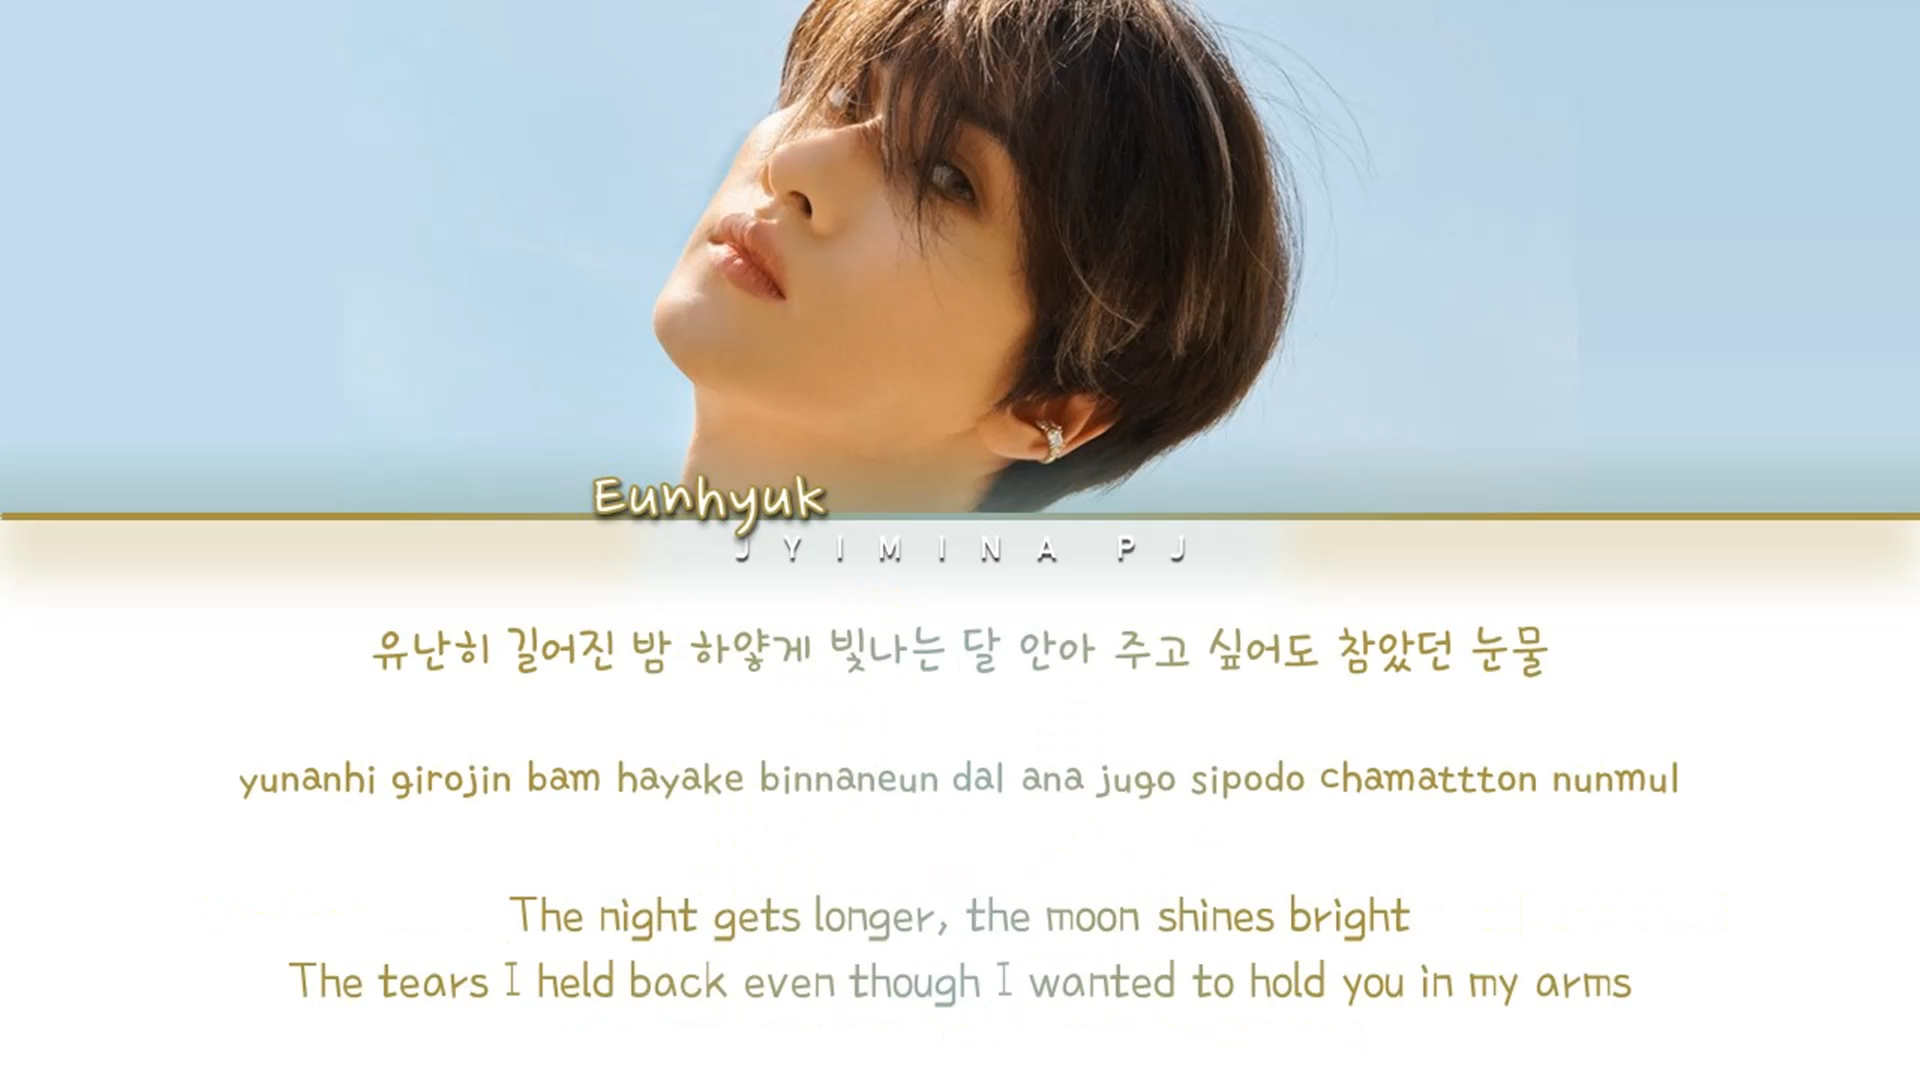 Eunhyuk
JYIMINA PJ
유난히 길어진 밤 하얗게 빛나는 달 안아 주고 싶어도 참았던 눈물
yunanhi girojin bam hayake binnaneun dal ana jugo sipodo chamattton nunmul
The night gets longer, the moon shines bright
The tears I held back even though I wanted to hold you in my arms